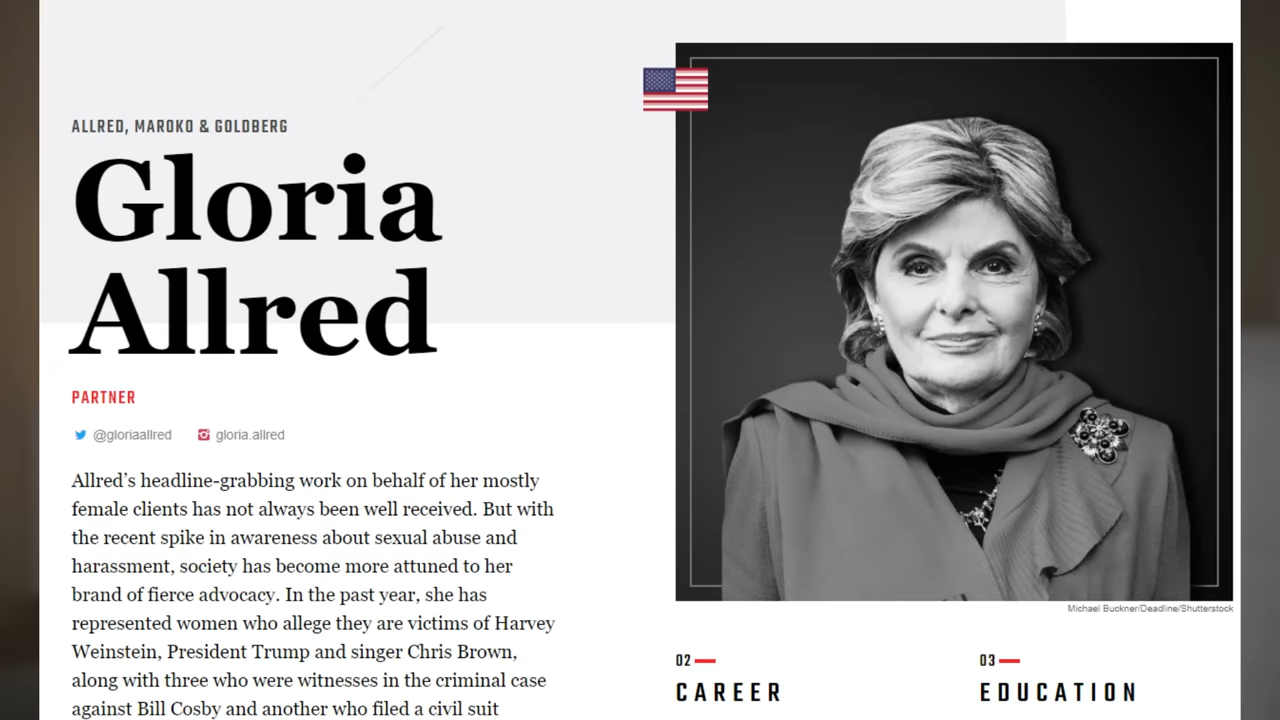 ALLRED, MAROKO & GOLDBERG
Gloria
Allred
PARTNER
@gloriaallred gloria.allred
Allred’s headline-grabbing work on behalf of her mostly
female clients has not always been well received. But with
the recent spike in awareness about sexual abuse and
harassment, society has become more attuned to her
brand of fierce advocacy. In the past year, she has
represented women who allege they are victims of Harvey
Weinstein, President Trump and singer Chris Brown,
along with three who were witnesses in the criminal case
against Bill Cosby and another who filed a civil suit
Michael Buckner/Deadline/Shutterstock
02
CAREER
03
EDUCATION